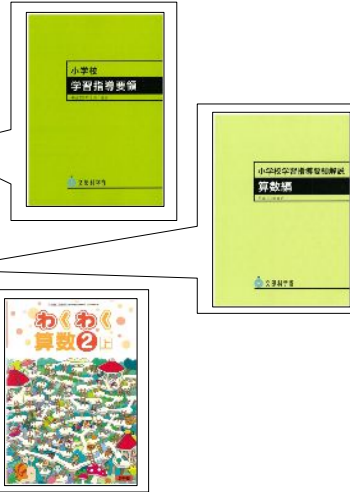 小学校
学習指導要領
文部科学省
小学校学習指導要領解説
算数編
文部科学省
わくわく
算数2上